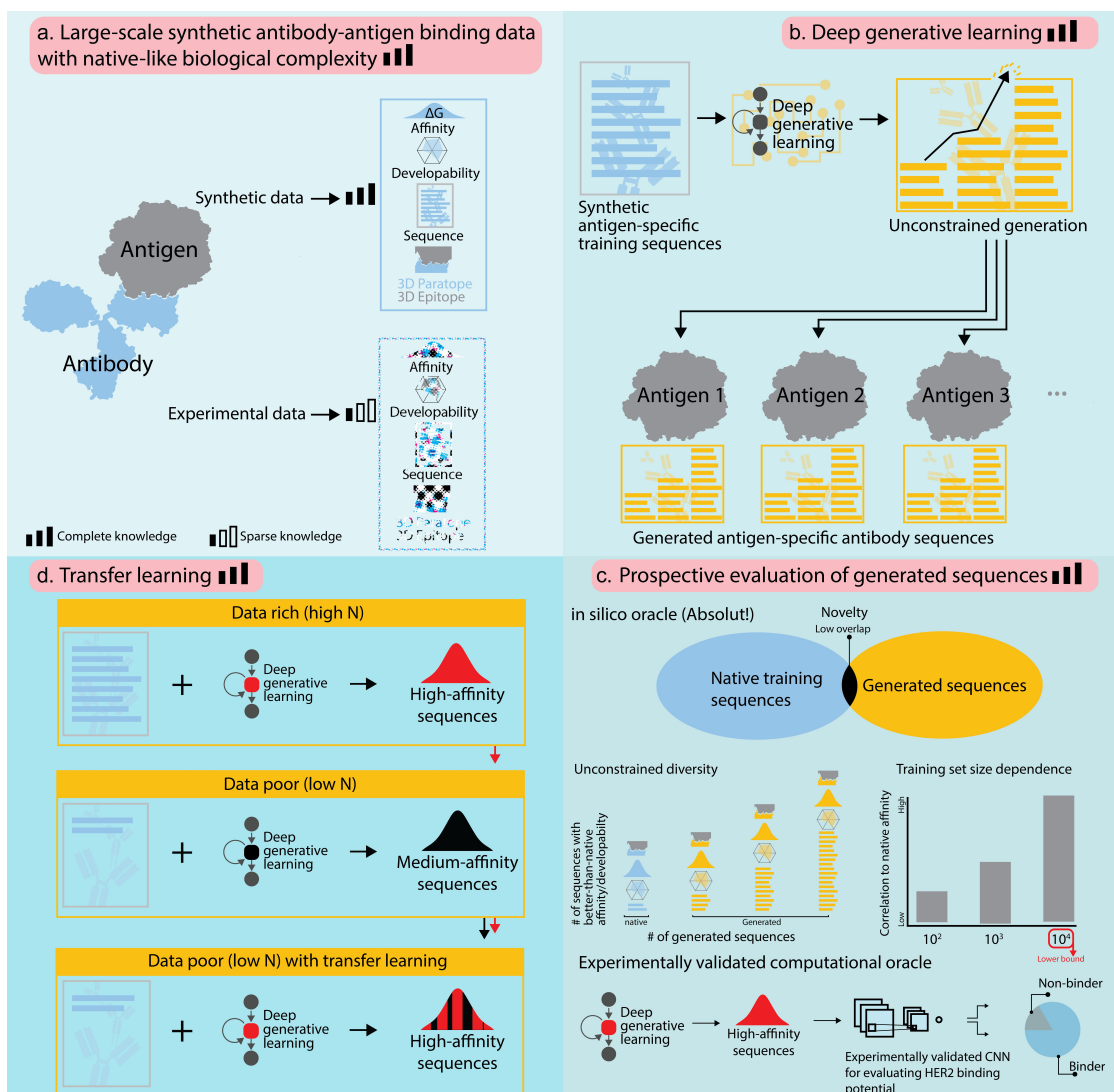 a. Large-scale synthetic antibody-antigen binding data
with native-like biological complexity
ΔG
Affinity
Developability
Synthetic data
Sequence
Antigen
3D Paratope
3D Epitope
Antibody
Affinity
Experimental data
Developability
Sequence
3D Paratope
3D Epitope
Complete knowledge
Sparse knowledge
b. Deep generative learning
Deep
generative
learning
Synthetic
antigen-specific
training sequences
Unconstrained generation
Antigen 1
Antigen 2
Antigen 3
...
Generated antigen-specific antibody sequences
d. Transfer learning
Data rich (high N)
+
Deep
generative
learning
High-affinity
sequences
Data poor (low N)
+
Deep
generative
learning
Medium-affinity
sequences
Data poor (low N) with transfer learning
+
Deep
generative
learning
High-affinity
sequences
c. Prospective evaluation of generated sequences
in silico oracle (Absolut!)
Novelty
Low overlap
Native training
sequences
Generated sequences
Unconstrained diversity
# of sequences with
better-than-native
affinity/developabity
native
Generated
# of generated sequences
Training set size dependence
Correlation to native affinity
High
Low
10²
10³
10⁴
Lower bound
Experimentally validated computational oracle
Deep
generative
learning
High-affinity
sequences
Experimentally validated CNN
for evaluating HER2 binding
potential
Non-binder
Binder